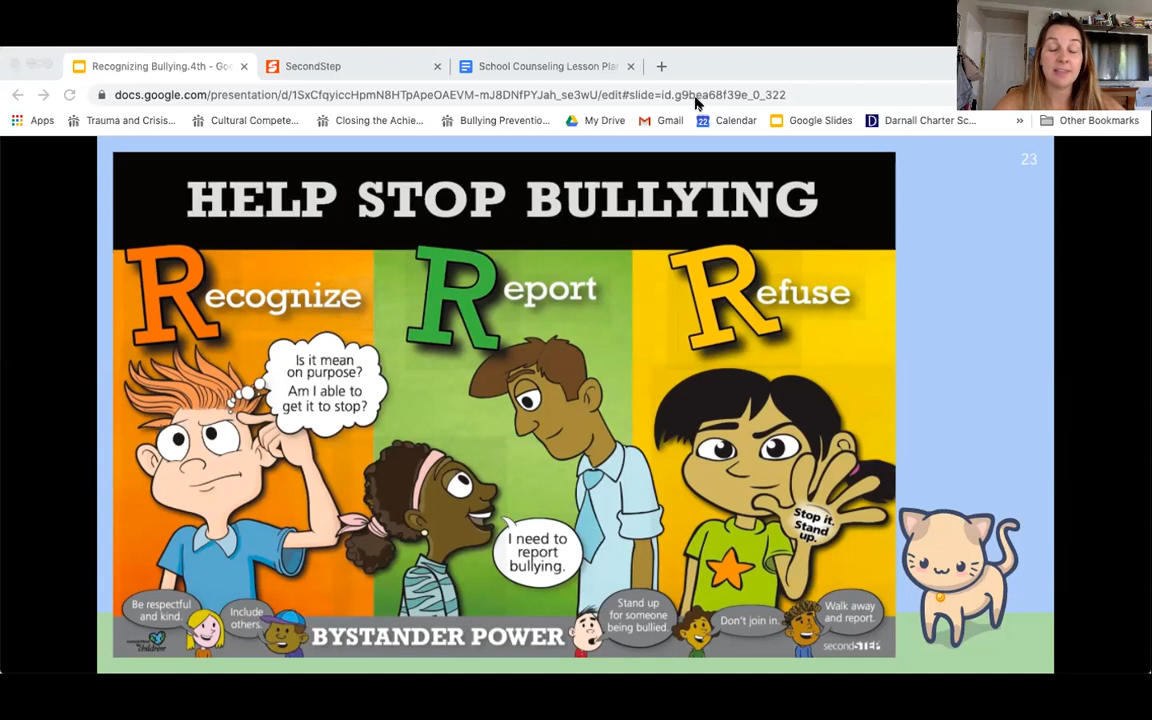 Recognizing Bullying.4th - Goo
SecondStep
School Counseling Lesson Plan
docs.google.com/presentation/d/1SxCfqyiccHpmN8HTpApeOAEVM-mJ8DNfPYJah_se3wU/edit#slide=id.g9bea68f39e_0_322
Apps
Trauma and Crisis...
Cultural Compete...
Closing the Achie...
Bullying Preventio...
My Drive
Gmail
22
Calendar
Google Slides
Darnall Charter Sc...
»
Other Bookmarks
23
HELP STOP BULLYING
Recognize
Report
Refuse
Is it mean
on purpose?
Am I able to
get it to stop?
I need to
report
bullying.
Stop it.
Stand
up.
Be respectful
and kind.
Include
others.
BYSTANDER POWER
Stand up
for someone
being bullied.
Don't join in.
Walk away
and report.
secondSTEP